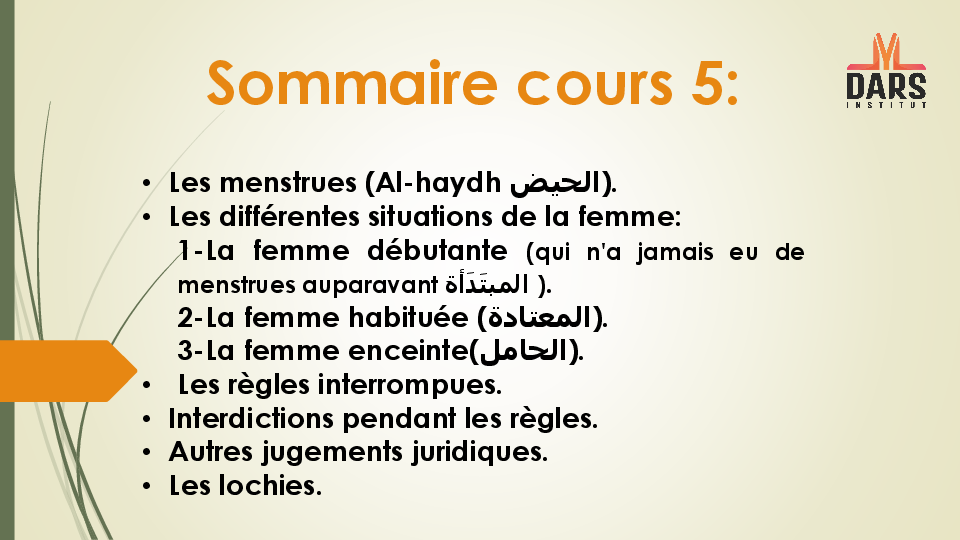 Sommaire cours 5:
DARS
INSTITUT
• Les menstrues (Al-haydh الحيض).
• Les différentes situations de la femme:
1-La femme débutante (qui n'a jamais eu de
menstrues auparavant المبتَدَأة ).
2-La femme habituée (المعتادة).
3-La femme enceinte(الحامل).
• Les règles interrompues.
• Interdictions pendant les règles.
• Autres jugements juridiques.
• Les lochies.